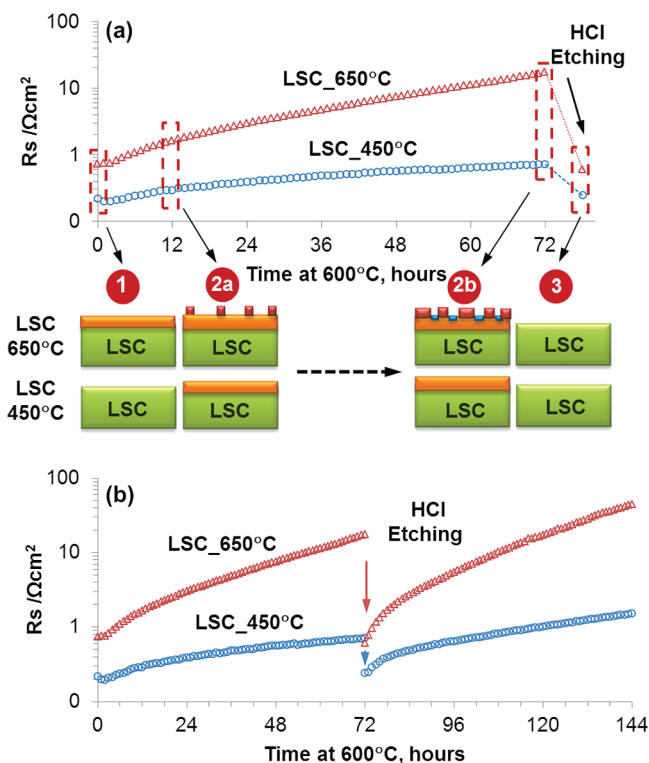 (a)
HCl
Etching
100
10
1
0
Rs /Ωcm2
LSC_650°C
LSC_450°C
0 12 24 36 48 60 72
Time at 600°C, hours
1 2a 2b 3
LSC
650°C
LSC LSC LSC LSC
LSC
450°C
LSC LSC LSC LSC
(b)
HCl
Etching
100
10
1
0
Rs /Ωcm2
LSC_650°C
LSC_450°C
0 24 48 72 96 120 144
Time at 600°C, hours